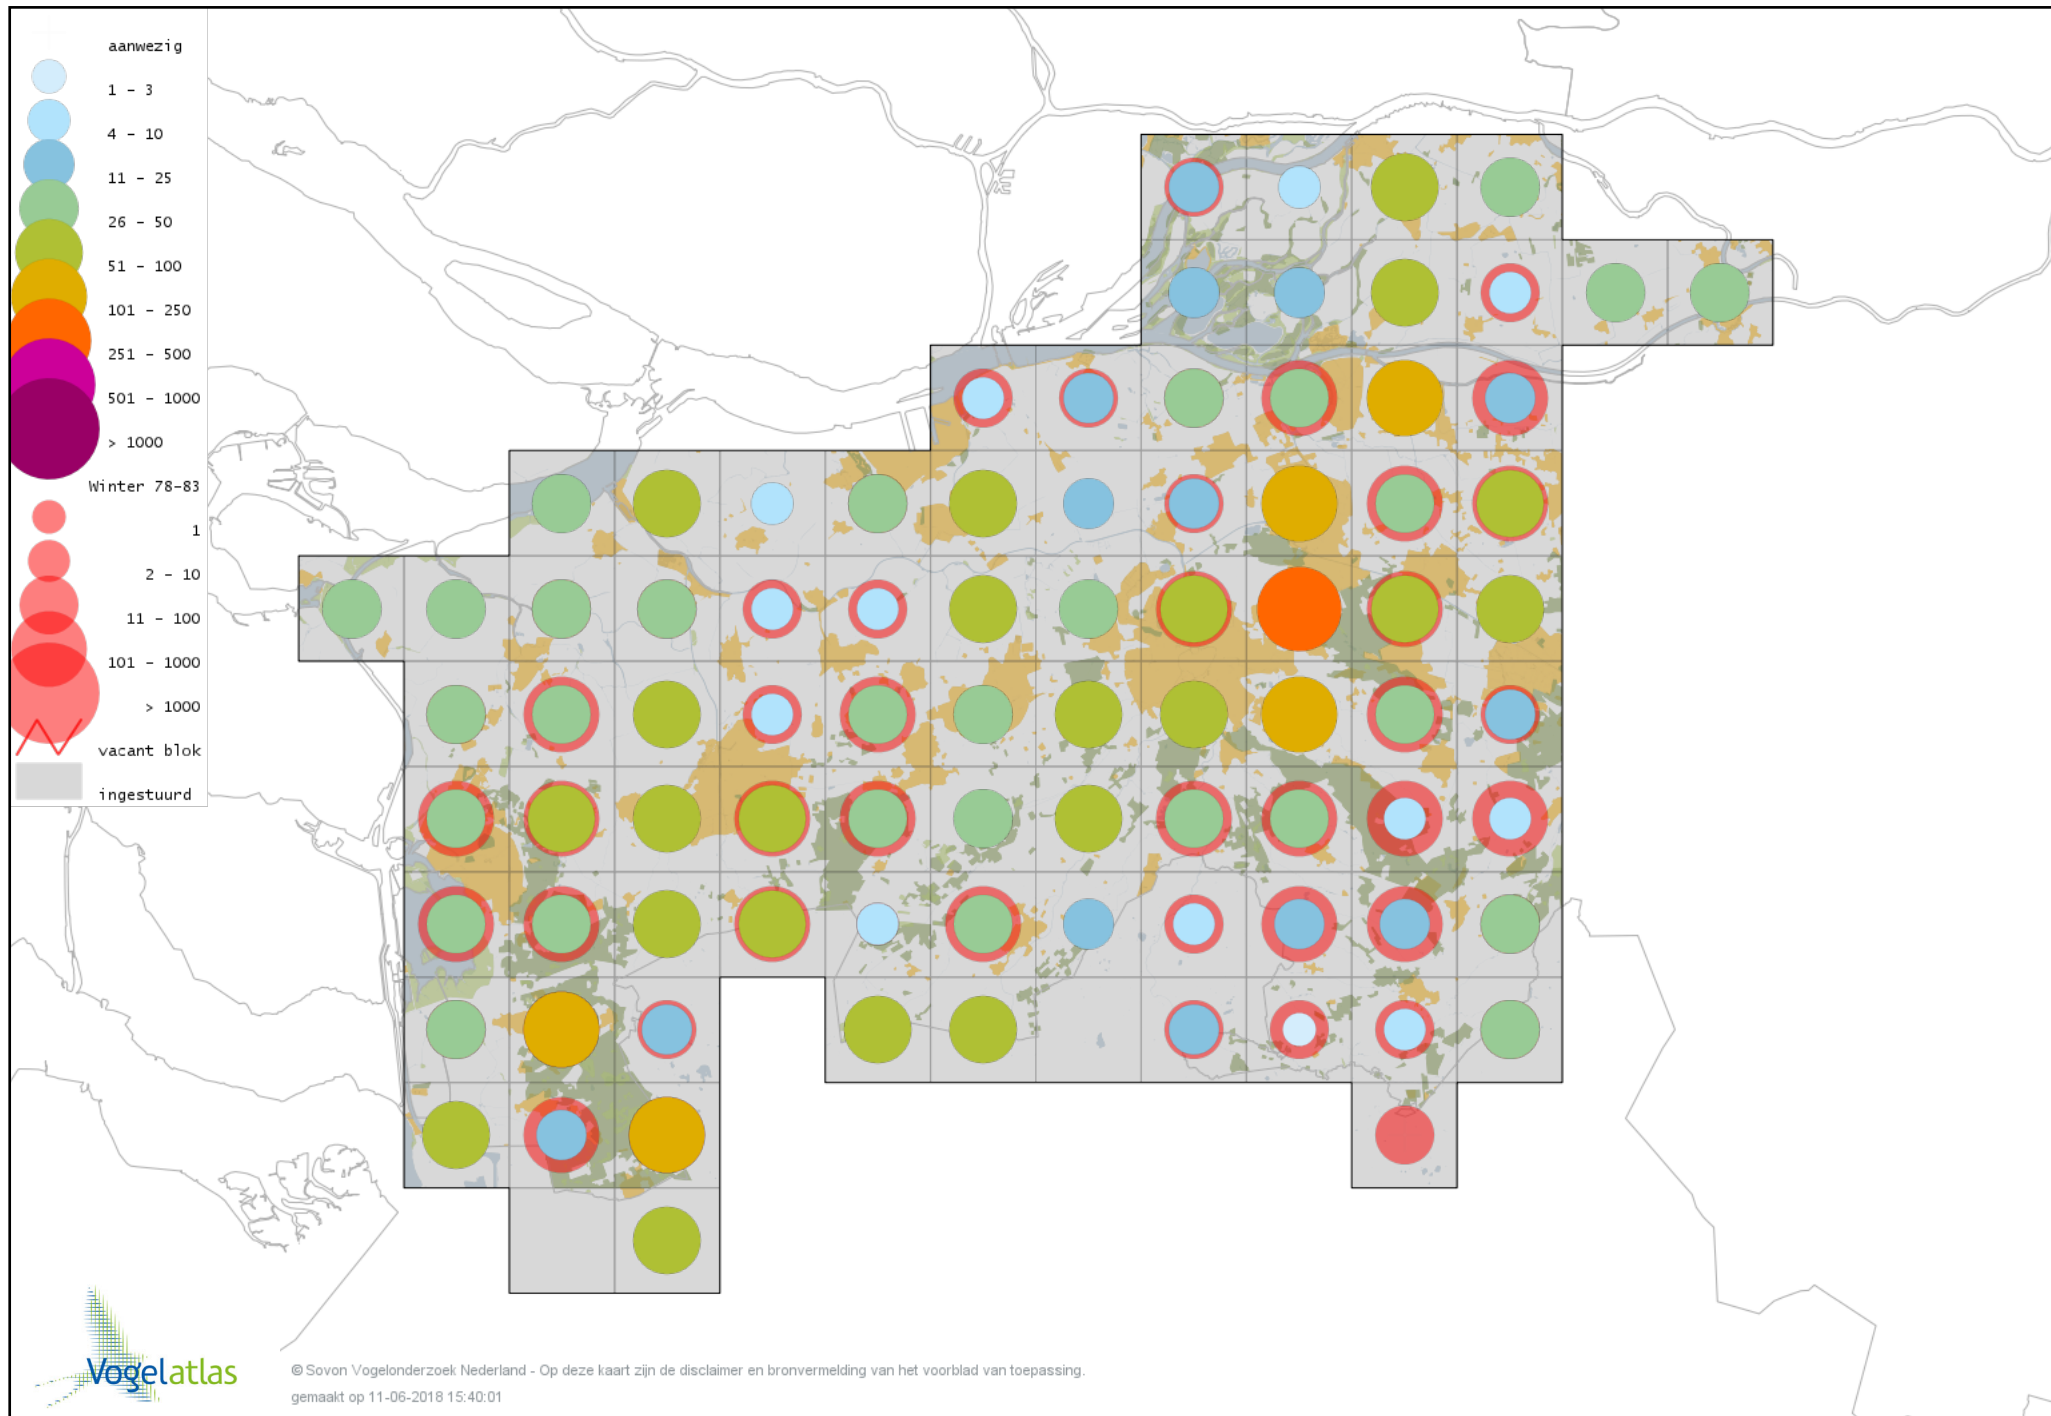 aanwezig
1 - 3
4 - 10
11 - 25
26 - 50
51 - 100
101 - 250
251 - 500
501 - 1000
> 1000
Winter 78-83
1
2 - 10
11 - 100
101 - 1000
> 1000
vacant blok
ingestuurd
Vogelatlas
© Sovon Vogelonderzoek Nederland - Op deze kaart zijn de disclaimer en bronvermelding van het voorblad van toepassing.
gemaakt op 11-06-2018 15:40:01